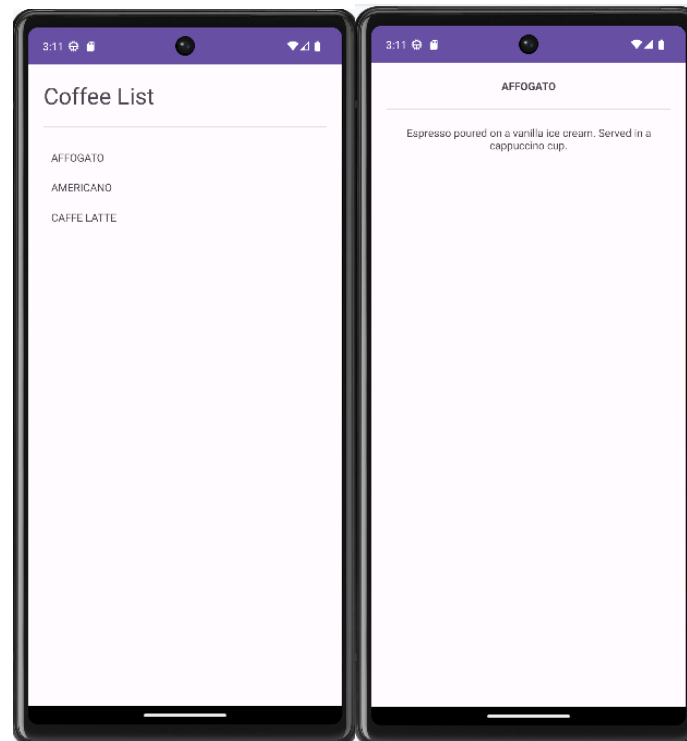 3:11
Coffee List
AFFOGATO
AMERICANO
CAFFE LATTE
3:11
AFFOGATO
Espresso poured on a vanilla ice cream. Served in a
cappuccino cup.